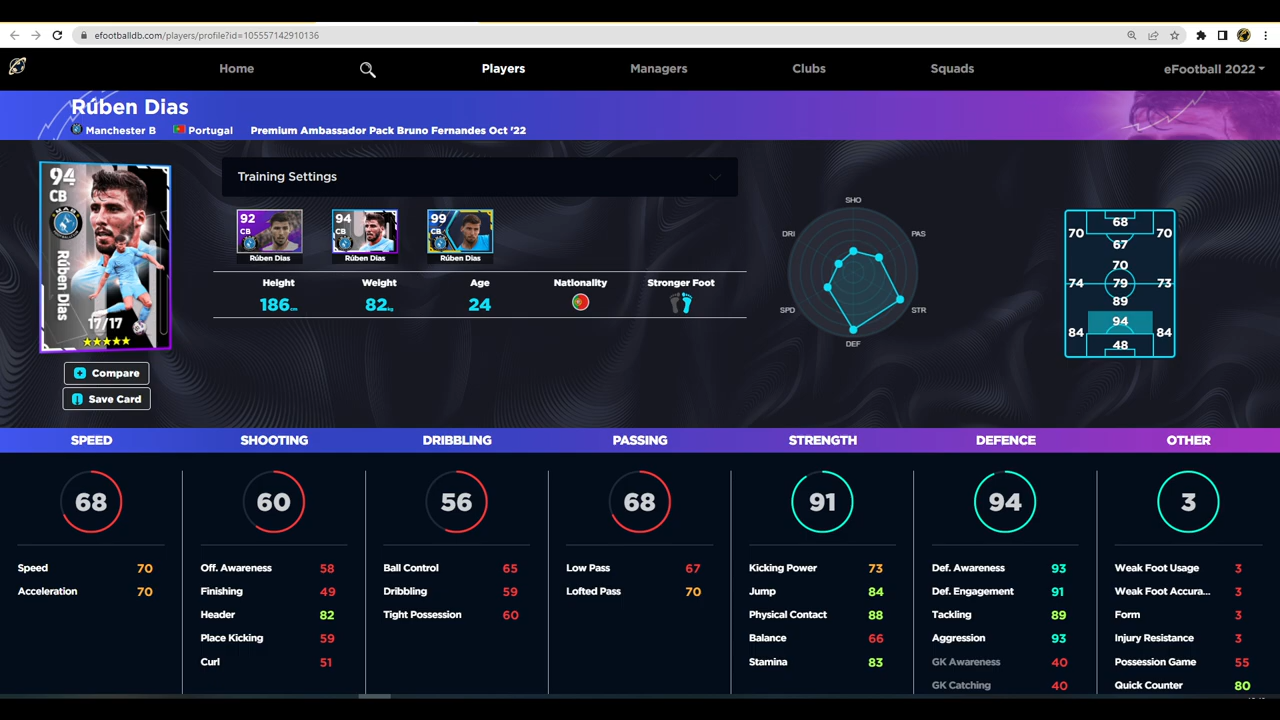 efootballdb.com/players/profile?id=105557142910136
Home Players Managers Clubs Squads eFootball 2022
Rúben Dias
Manchester B Portugal Premium Ambassador Pack Bruno Fernandes Oct '22
94
CB
Rúben Dias
17/17
Compare
Save Card
Training Settings
92 CB Rúben Dias
94 CB Rúben Dias
99 CB Rúben Dias
Height Weight Age Nationality Stronger Foot
186cm 82kg 24
SHO
DRI PAS
SPD STR
DEF
68
70 67 70
70
74 79 73
89
94
84 84
48
SPEED SHOOTING DRIBBLING PASSING STRENGTH DEFENCE OTHER
68 60 56 68 91 94 3
Speed 70
Acceleration 70
Off. Awareness 58
Finishing 49
Header 82
Place Kicking 59
Curl 51
Ball Control 65
Dribbling 59
Tight Possession 60
Low Pass 67
Lofted Pass 70
Kicking Power 73
Jump 84
Physical Contact 88
Balance 66
Stamina 83
Def. Awareness 93
Def. Engagement 91
Tackling 89
Aggression 93
GK Awareness 40
GK Catching 40
Weak Foot Usage 3
Weak Foot Accura... 3
Form 3
Injury Resistance 3
Possession Game 55
Quick Counter 80